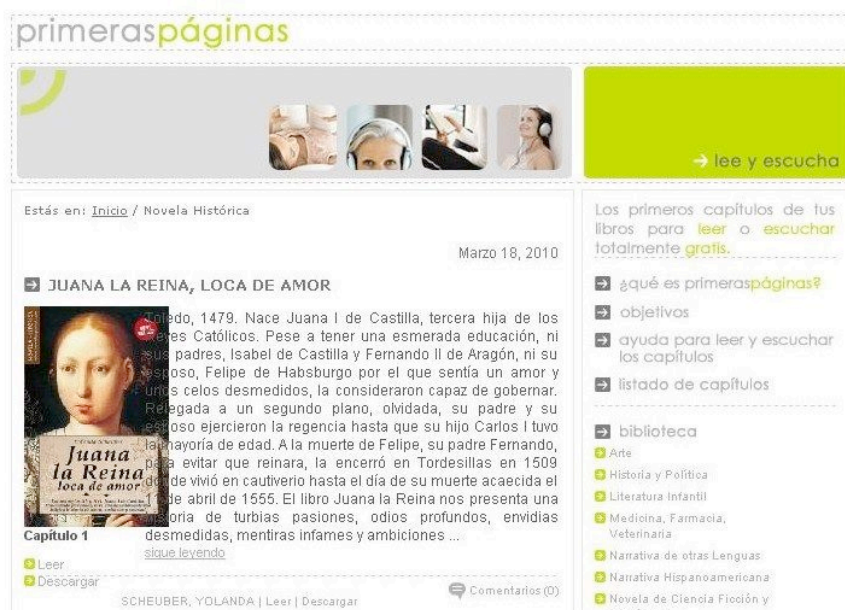 primeraspáginas
lee y escucha
Estás en: Inicio / Novela Histórica
Marzo 18, 2010
JUANA LA REINA, LOCA DE AMOR
Toledo, 1479. Nace Juana I de Castilla, tercera hija de los
Reyes Católicos. Pese a tener una esmerada educación, ni
sus padres, Isabel de Castilla y Fernando II de Aragón, ni su
esposo, Felipe de Habsburgo por el que sentía un amor y
unos celos desmedidos, la consideraron capaz de gobernar.
Relegada a un segundo plano, olvidada, su padre y su
esposo ejercieron la regencia hasta que su hijo Carlos I tuvo
la mayoría de edad. A la muerte de Felipe, su padre Fernando,
para evitar que reinara, la encerró en Tordesillas en 1509
donde vivió en cautiverio hasta el día de su muerte acaecida el
de abril de 1555. El libro Juana la Reina nos presenta una
historia de turbias pasiones, odios profundos, envidias
desmedidas, mentiras infames y ambiciones ...
sigue leyendo
Juana
la Reina
loca de amor
Capítulo 1
Leer
Descargar
SCHEUBER, YOLANDA | Leer | Descargar
Comentarios (0)
Los primeros capítulos de tus
libros para leer o escuchar
totalmente gratis.
¿qué es primeraspáginas?
objetivos
ayuda para leer y escuchar
los capítulos
listado de capítulos
biblioteca
Arte
Historia y Política
Literatura Infantil
Medicina, Farmacia,
Veterinaria
Narrativa de otras Lenguas
Narrativa Hispanoamericana
Novela de Ciencia Ficción y